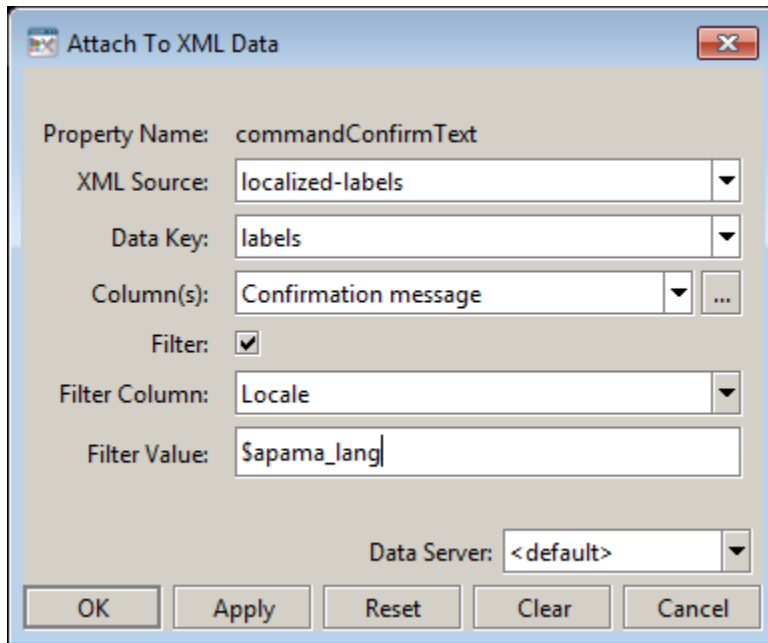 Attach To XML Data
Property Name: commandConfirmText
XML Source: localized-labels
Data Key: labels
Column(s): Confirmation message ...
Filter:
Filter Column: Locale
Filter Value: $apama_lang
Data Server: <default>
OK Apply Reset Clear Cancel